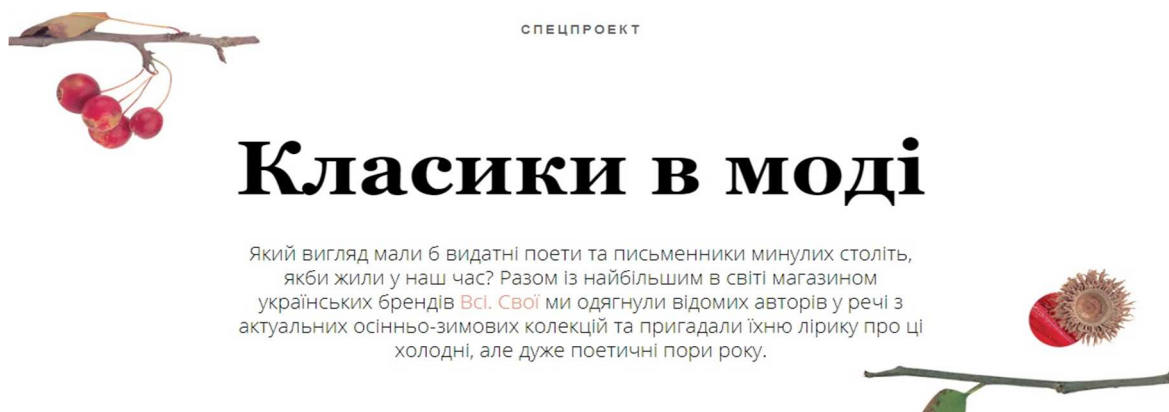 СПЕЦПРОЕКТ
Класики в моді
Який вигляд мали б видатні поети та письменники минулих століть,
якби жили у наш час? Разом із найбільшим в світі магазином
українських брендів Всі. Свої ми одягнули відомих авторів у речі з
актуальних осінньо-зимових колекцій та пригадали їхню лірику про ці
холодні, але дуже поетичні пори року.